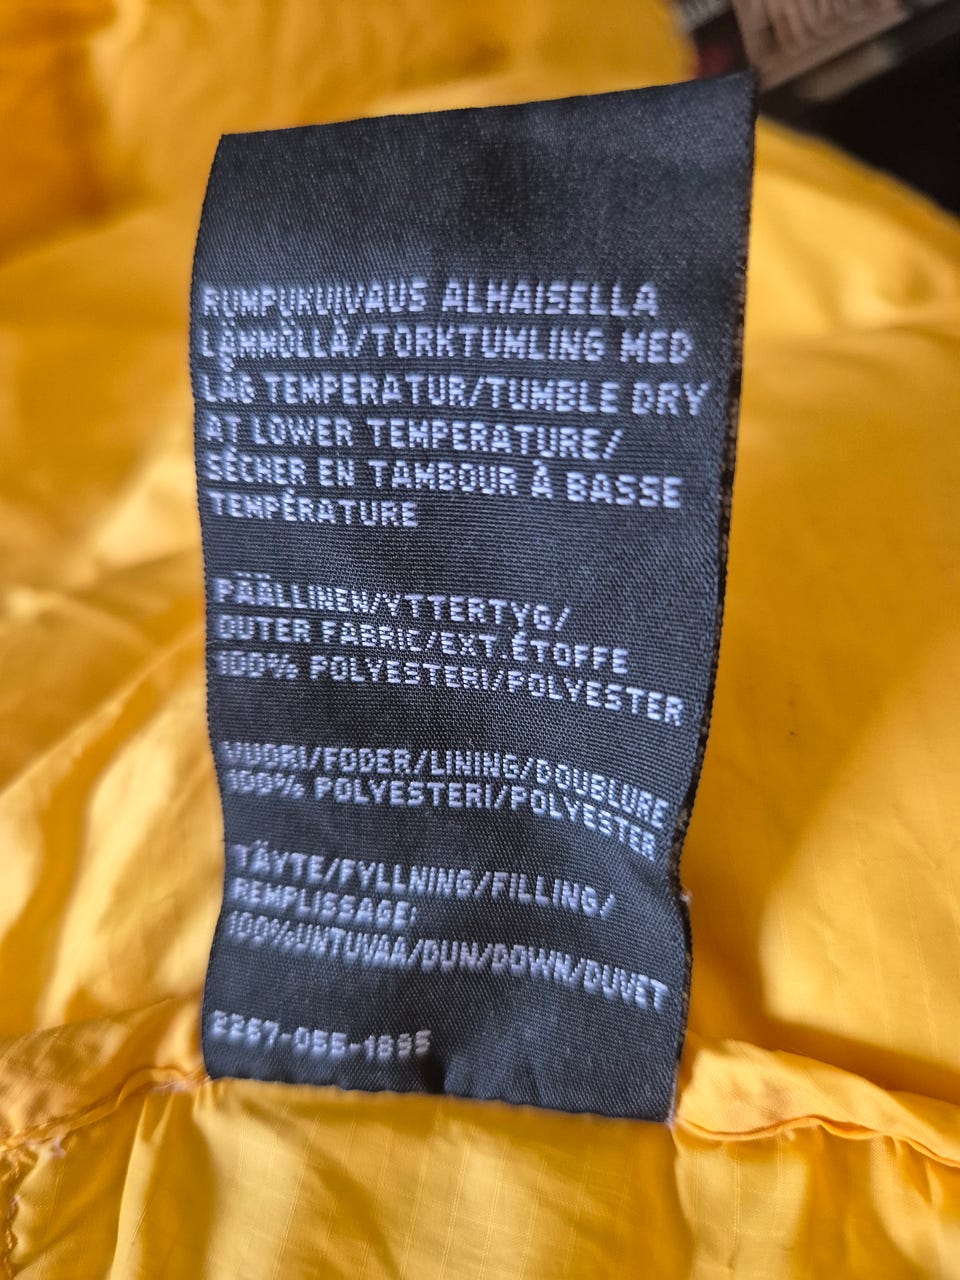 RUMPUKUIVAUS ALHAISELLA
LÄMMÖLLÄ/TORKTUMLING MED
LÅG TEMPERATUR/TUMBLE DRY
AT LOWER TEMPERATURE/
SÉCHER EN TAMBOUR À BASSE
TEMPÉRATURE
PÄÄLLINEN/YTTERTYG/
OUTER FABRIC/EXT.ÉTOFFE
100% POLYESTERI/POLYESTER
VUORI/FODER/LINING/DOUBLURE
100% POLYESTERI/POLYESTER
TÄYTE/FYLLNING/FILLING/
REMPLISSAGE:
100%UNTUVAA/DUN/DOWN/DUVET